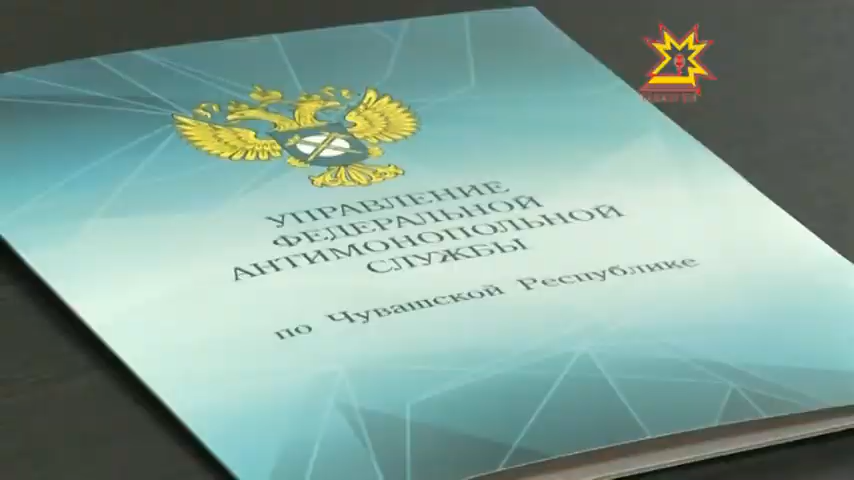 УПРАВЛЕНИЕ
ФЕДЕРАЛЬНОЙ
АНТИМОНОПОЛЬНОЙ
СЛУЖБЫ
по Чувашской Республике